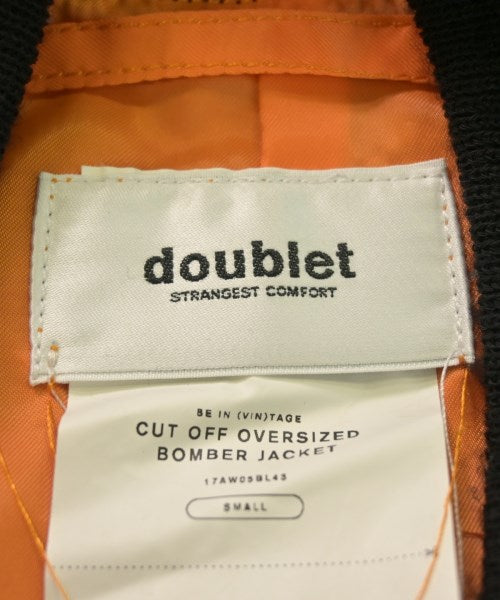 doublet
STRANGEST COMFORT
BE IN (VIN)TAGE
CUT OFF OVERSIZED
BOMBER JACKET
17AW05BL43
SMALL